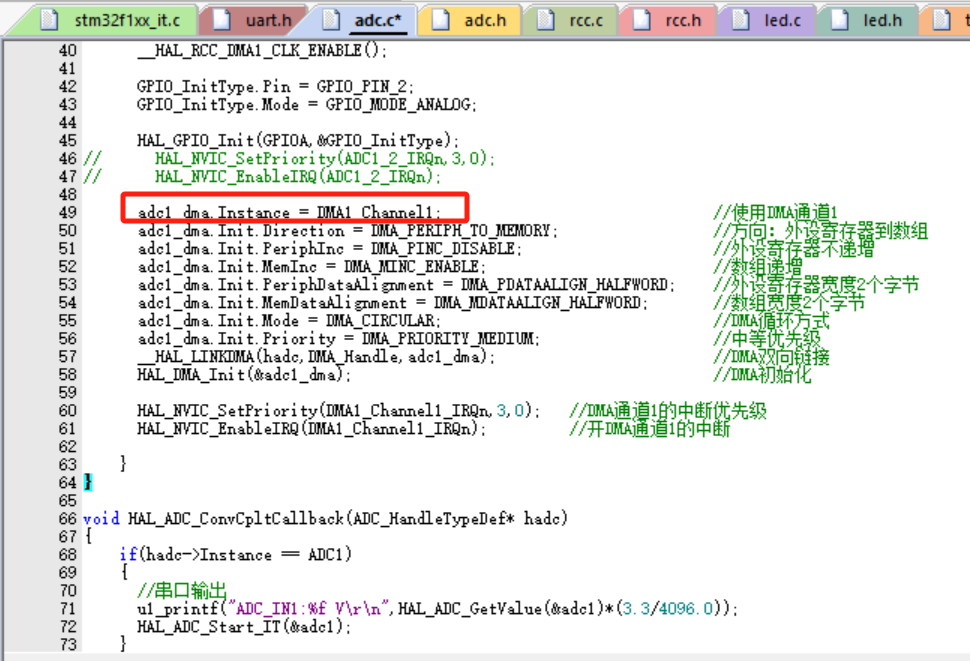 stm32f1xx_it.c uart.h adc.c* adc.h rcc.c rcc.h led.c led.h
40 __HAL_RCC_DMA1_CLK_ENABLE();
41
42 GPIO_InitType.Pin = GPIO_PIN_2;
43 GPIO_InitType.Mode = GPIO_MODE_ANALOG;
44
45 HAL_GPIO_Init(GPIOA,&GPIO_InitType);
46 // HAL_NVIC_SetPriority(ADC1_2_IRQn,3,0);
47 // HAL_NVIC_EnableIRQ(ADC1_2_IRQn);
48
49 adc1_dma.Instance = DMA1_Channel1; //使用DMA通道1
50 adc1_dma.Init.Direction = DMA_PERIPH_TO_MEMORY; //方向：外设寄存器到数组
51 adc1_dma.Init.PeriphInc = DMA_PINC_DISABLE; //外设寄存器不递增
52 adc1_dma.Init.MemInc = DMA_MINC_ENABLE; //数组递增
53 adc1_dma.Init.PeriphDataAlignment = DMA_PDATAALIGN_HALFWORD; //外设寄存器宽度2个字节
54 adc1_dma.Init.MemDataAlignment = DMA_MDATAALIGN_HALFWORD; //数组宽度2个字节
55 adc1_dma.Init.Mode = DMA_CIRCULAR; //DMA循环方式
56 adc1_dma.Init.Priority = DMA_PRIORITY_MEDIUM; //中等优先级
57 __HAL_LINKDMA(hadc,DMA_Handle,adc1_dma); //DMA双向链接
58 HAL_DMA_Init(&adc1_dma); //DMA初始化
59
60 HAL_NVIC_SetPriority(DMA1_Channel1_IRQn,3,0); //DMA通道1的中断优先级
61 HAL_NVIC_EnableIRQ(DMA1_Channel1_IRQn); //开DMA通道1的中断
62
63 }
64 }
65
66 void HAL_ADC_ConvCpltCallback(ADC_HandleTypeDef* hadc)
67 {
68 if(hadc->Instance == ADC1)
69 {
70 //串口输出
71 u1_printf("ADC_IN1:%f V\r\n",HAL_ADC_GetValue(&adc1)*(3.3/4096.0));
72 HAL_ADC_Start_IT(&adc1);
73 }